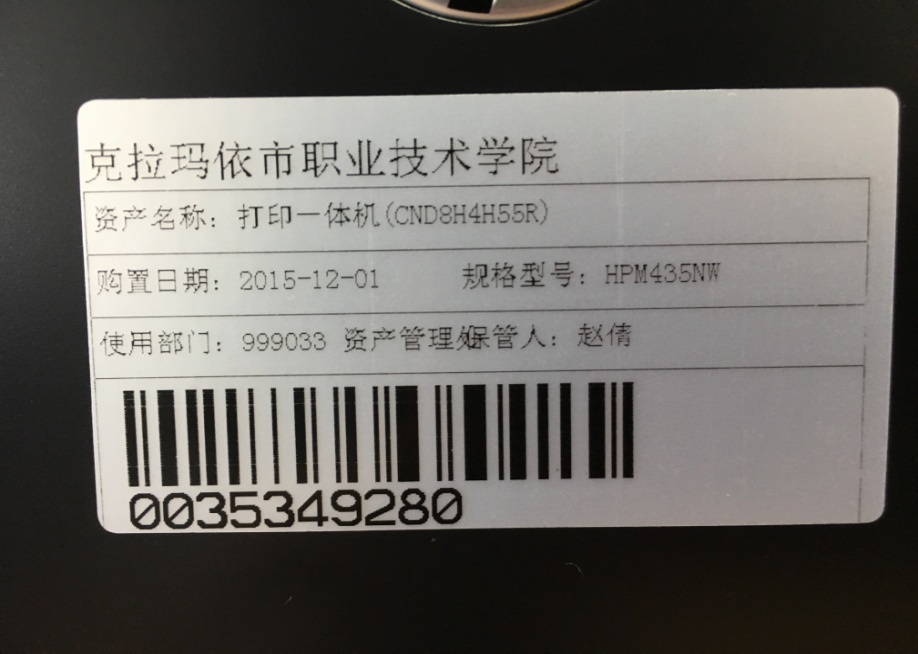 克拉玛依市职业技术学院
资产名称：打印一体机(CND8H4H55R)
购置日期：2015-12-01 规格型号：HPM435NW
使用部门：999033 资产管理处保管人：赵倩
0035349280